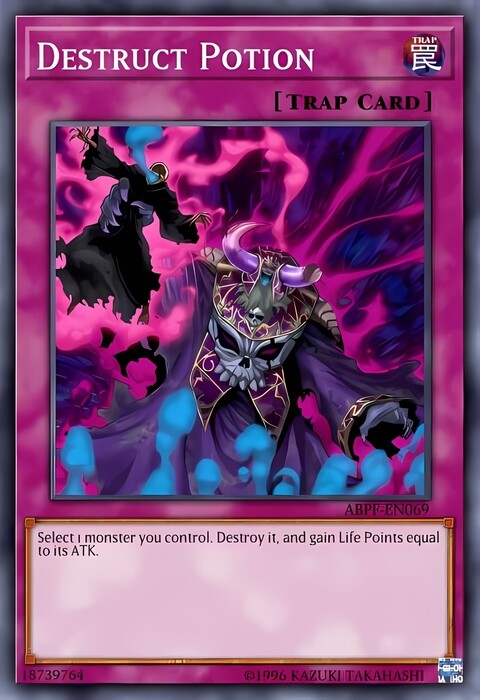 DESTRUCT POTION
TRAP
罠
[TRAP CARD]
ABPF-EN069
Select 1 monster you control. Destroy it, and gain Life Points equal
to its ATK.
18739764
©1996 KAZUKI TAKAHASHI